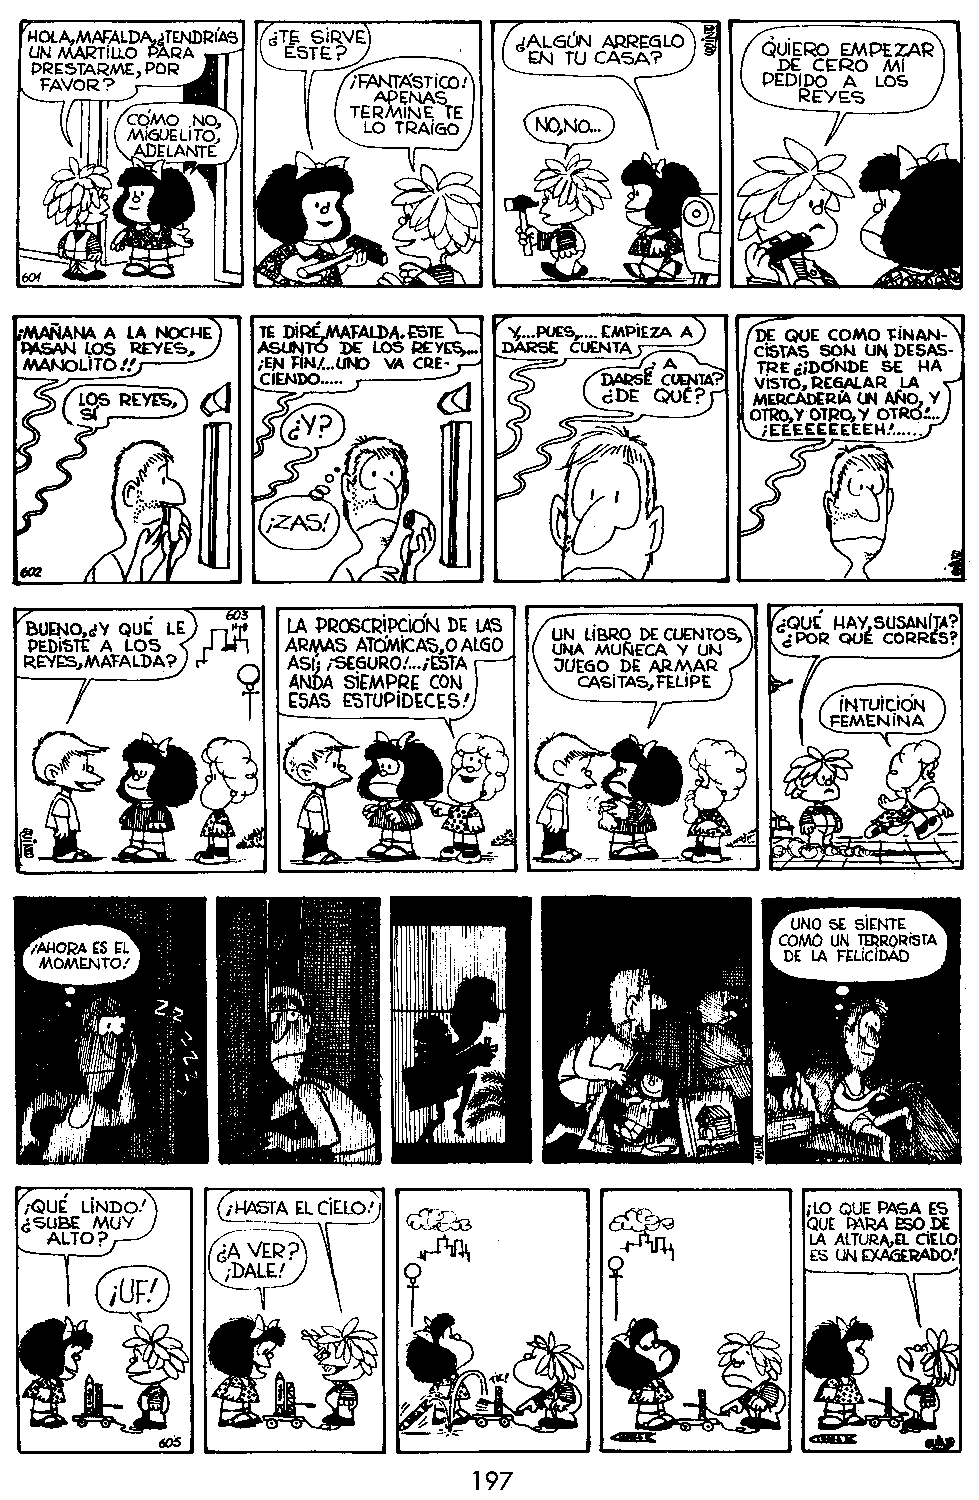 HOLA, MAFALDA, ¿TENDRÍAS
UN MARTILLO PARA
PRESTARME, POR
FAVOR?
CÓMO NO,
MIGUELITO,
ADELANTE
604
¿TE SIRVE
ESTE?
¡FANTÁSTICO!
APENAS
TERMINE TE
LO TRAIGO
¿ALGÚN ARREGLO
EN TU CASA?
NO, NO...
QUIERO EMPEZAR
DE CERO MI
PEDIDO A LOS
REYES
¡MAÑANA A LA NOCHE
PASAN LOS REYES,
MANOLITO!!
LOS REYES,
SÍ
602
TE DIRÉ, MAFALDA. ESTE
ASUNTO DE LOS REYES,...
¡EN FIN!...UNO VA CRE-
CIENDO.....
¿Y?
¡ZAS!
Y....PUES,.... EMPIEZA A
DARSE CUENTA
¿A
DARSE CUENTA?
¿DE QUÉ?
DE QUE COMO FINAN-
CISTAS SON UN DESAS-
TRE ¿¡DÓNDE SE HA
VISTO, REGALAR LA
MERCADERÍA UN AÑO, Y
OTRO, Y OTRO, Y OTRO!...
¡EEEEEEEEEH!......
BUENO, ¿Y QUÉ LE
PEDISTE A LOS
REYES, MAFALDA?
603
LA PROSCRIPCIÓN DE LAS
ARMAS ATÓMICAS, O ALGO
ASÍ; ¡SEGURO!...¡ESTA
ANDA SIEMPRE CON
ESAS ESTUPIDECES!
UN LIBRO DE CUENTOS,
UNA MUÑECA Y UN
JUEGO DE ARMAR
CASITAS, FELIPE
¿QUÉ HAY, SUSANITA?
¿POR QUÉ CORRÉS?
INTUICIÓN
FEMENINA
¡AHORA ES EL
MOMENTO!
Z Z Z Z Z Z
UNO SE SIENTE
COMO UN TERRORISTA
DE LA FELICIDAD
¡QUÉ LINDO!
¿SUBE MUY
ALTO?
¡UF!
605
¡HASTA EL CIELO!
¿A VER?
¡DALE!
TIK!
¡LO QUE PASA ES
QUE PARA ESO DE
LA ALTURA, EL CIELO
ES UN EXAGERADO!
197